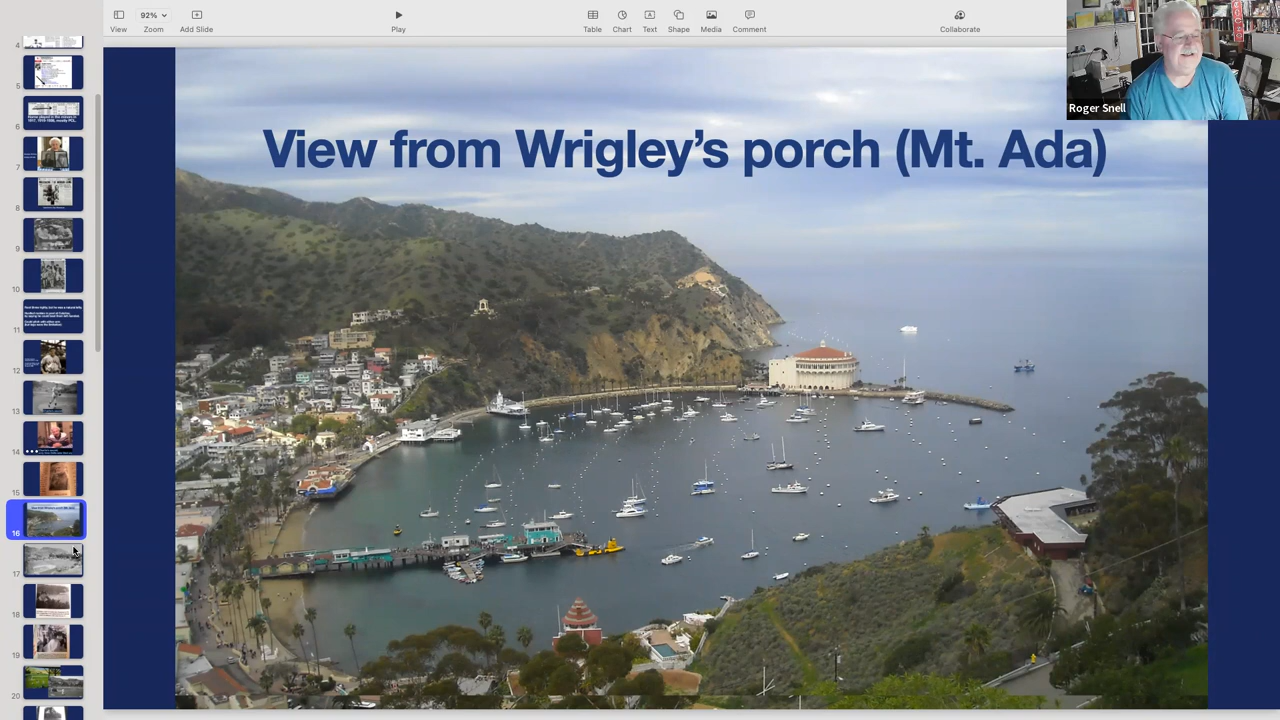 92%
View
Zoom
Add Slide
Play
Table
Chart
Text
Shape
Media
Comment
Collaborate
Roger Snell
View from Wrigley's porch (Mt. Ada)
4
5
6
7
8
9
10
11
12
13
14
15
16
17
18
19
20